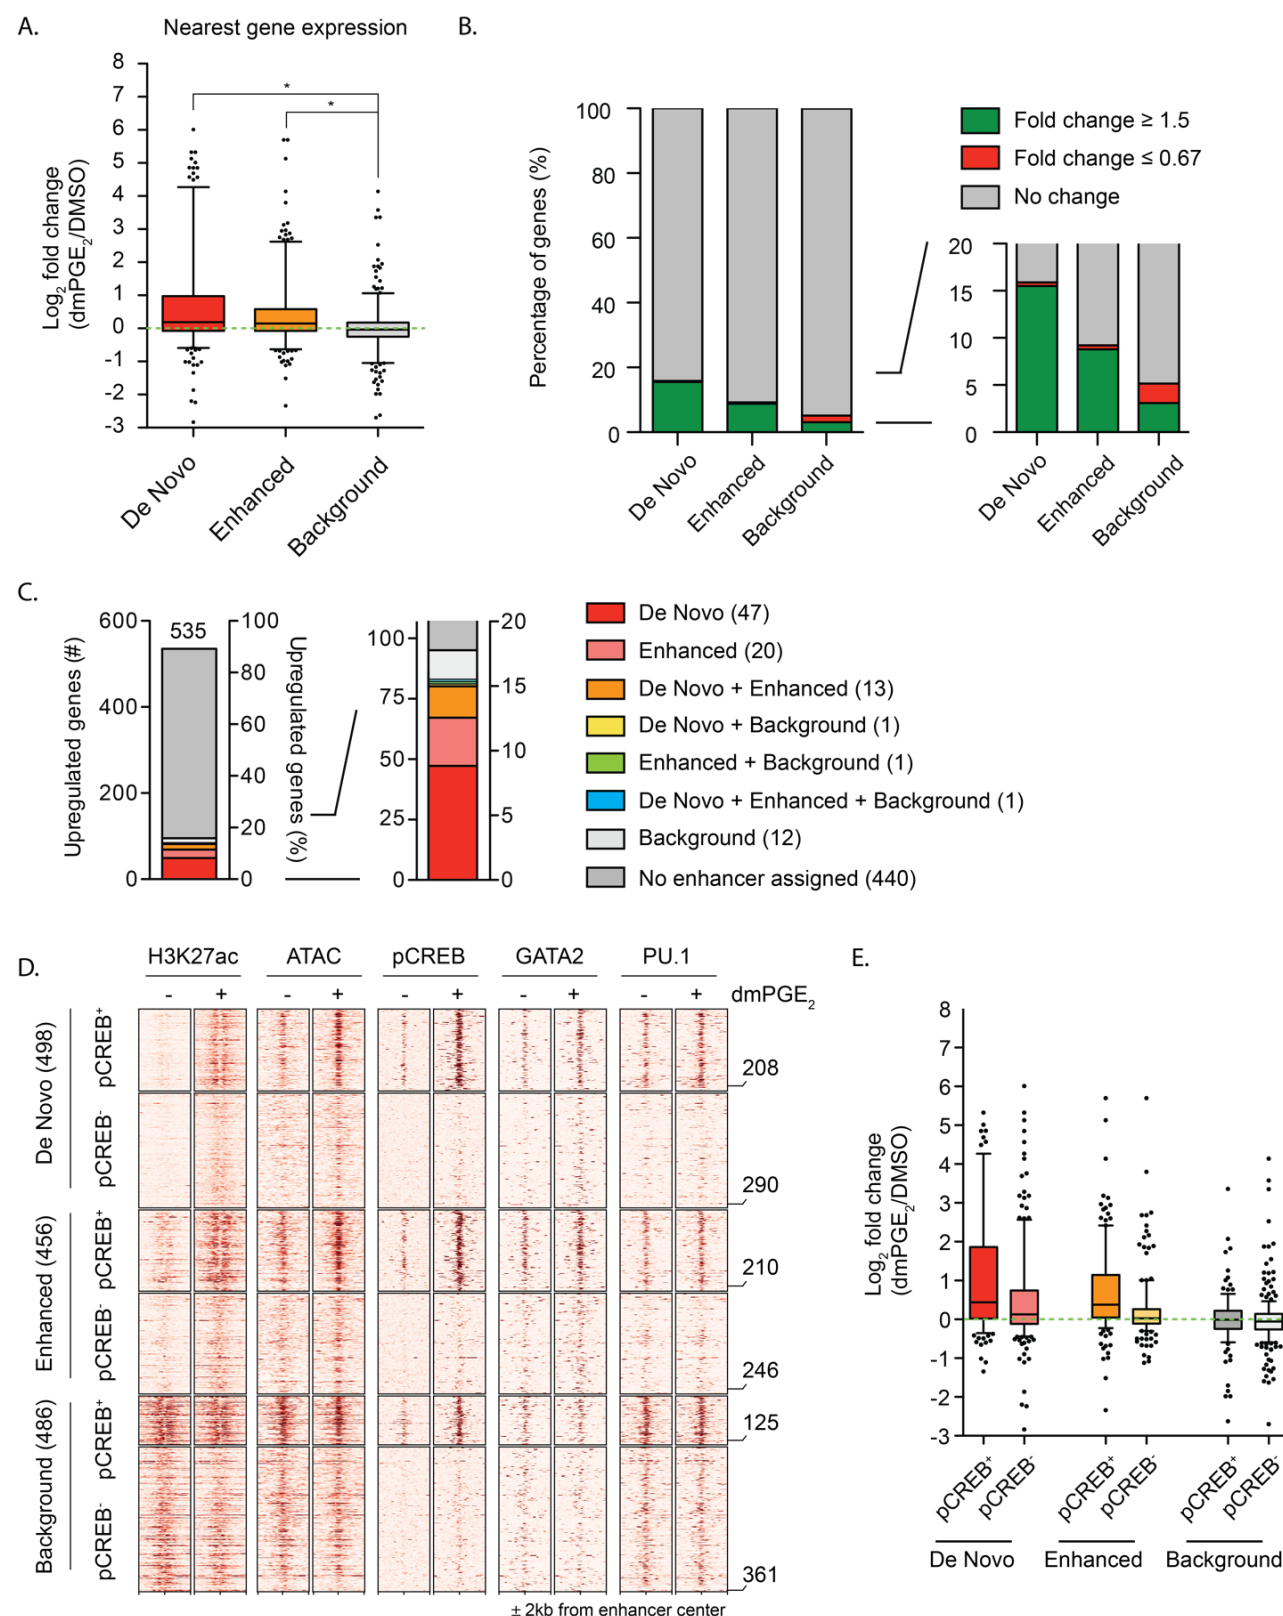 A.
Nearest gene expression
Log2 fold change
(dmPGE2/DMSO)
8
7
6
5
4
3
2
1
0
-1
-2
-3
*
*
De Novo
Enhanced
Background
B.
Percentage of genes (%)
100
80
60
40
20
0
De Novo
Enhanced
Background
Fold change ≥ 1.5
Fold change ≤ 0.67
No change
20
15
10
5
0
De Novo
Enhanced
Background
C.
Upregulated genes (#)
600
400
200
0
535
100
80
60
40
20
0
Upregulated genes (%)
100
75
50
25
0
20
15
10
5
0
De Novo (47)
Enhanced (20)
De Novo + Enhanced (13)
De Novo + Background (1)
Enhanced + Background (1)
De Novo + Enhanced + Background (1)
Background (12)
No enhancer assigned (440)
D.
H3K27ac ATAC pCREB GATA2 PU.1
- + - + - + - + - + dmPGE2
De Novo (498)
pCREB+
208
pCREB-
290
Enhanced (456)
pCREB+
210
pCREB-
246
Background (486)
pCREB+
125
pCREB-
361
± 2kb from enhancer center
E.
Log2 fold change
(dmPGE2/DMSO)
8
7
6
5
4
3
2
1
0
-1
-2
-3
pCREB+
pCREB-
pCREB+
pCREB-
pCREB+
pCREB-
De Novo Enhanced Background